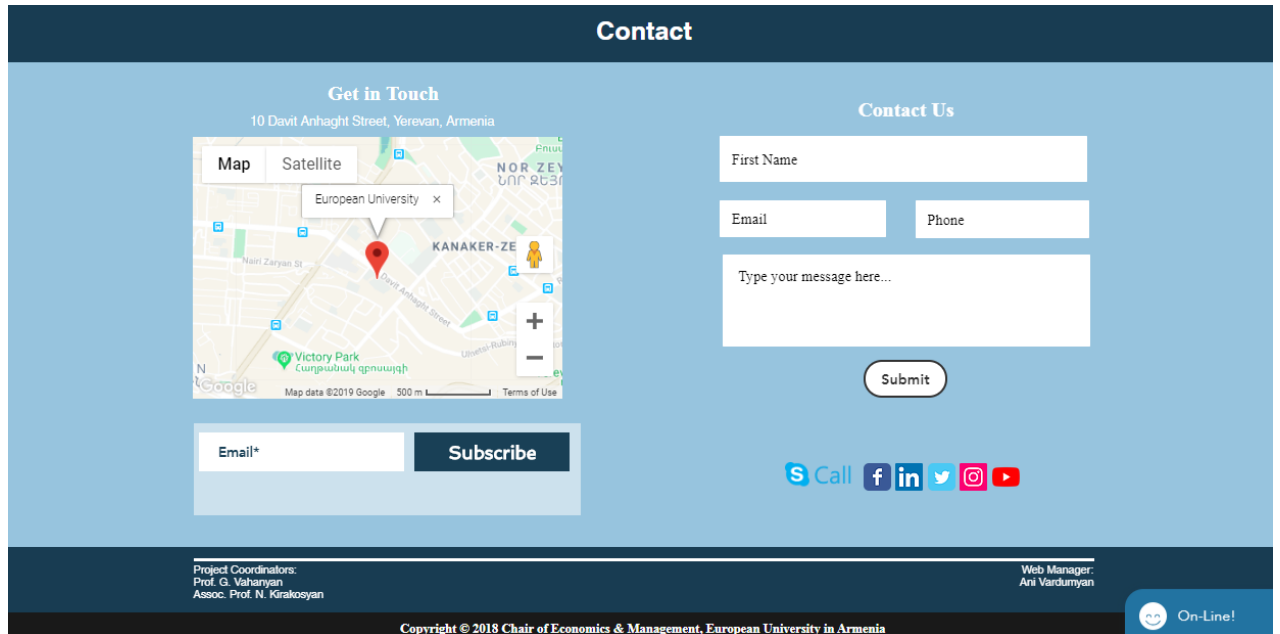 Contact
Get in Touch
10 Davit Anhaght Street, Yerevan, Armenia
Map Satellite
NOR ZEY
European University ×
KANAKER-ZE
Nairi Zaryan St
Davit Anhaght Street
Victory Park
Google
Map data ©2019 Google 500 m Terms of Use
Email*
Subscribe
Contact Us
First Name
Email
Phone
Type your message here...
Submit
S Call f in
Project Coordinators:
Prof. G. Vahanyan
Assoc. Prof. N. Kirakosyan
Web Manager:
Ani Vardumyan
Copyright © 2018 Chair of Economics & Management, European University in Armenia
On-Line!